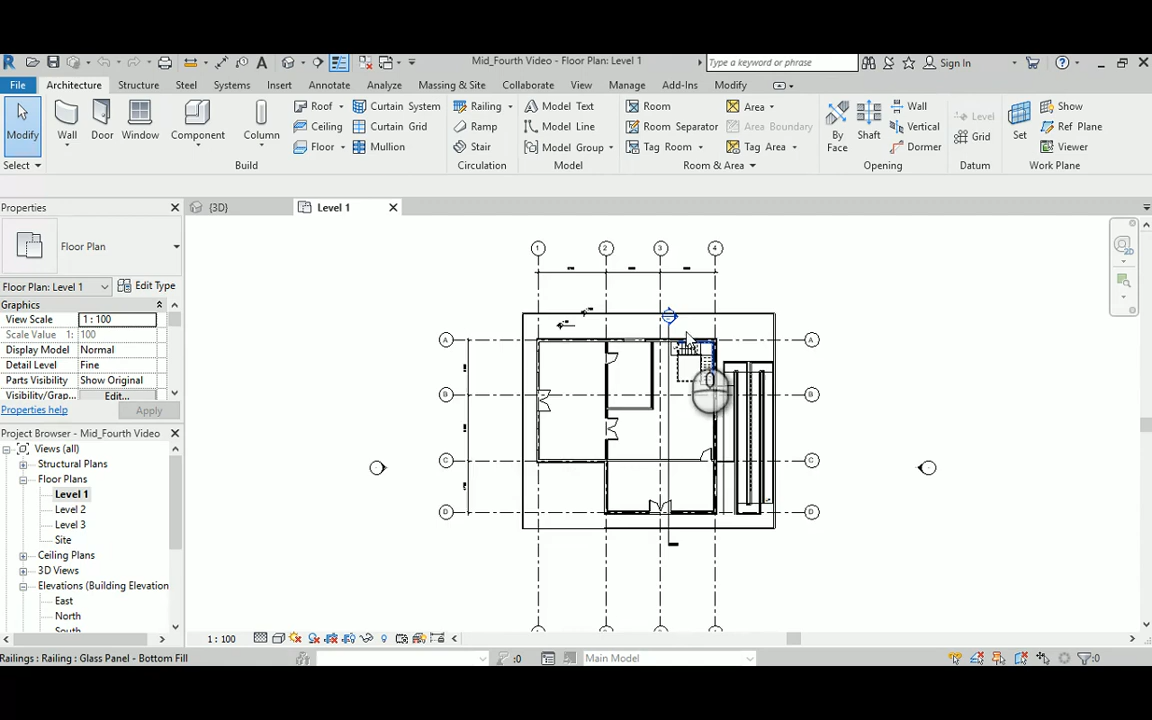 Mid_Fourth Video - Floor Plan: Level 1
Type a keyword or phrase
Sign In
File Architecture Structure Steel Systems Insert Annotate Analyze Massing & Site Collaborate View Manage Add-Ins Modify
Modify
Wall
Door
Window
Component
Column
Roof
Ceiling
Floor
Curtain System
Curtain Grid
Mullion
Railing
Ramp
Stair
Model Text
Model Line
Model Group
Room
Room Separator
Tag Room
Area
Area Boundary
Tag Area
By
Face
Shaft
Wall
Vertical
Dormer
Level
Grid
Set
Show
Ref Plane
Viewer
Select
Build
Circulation
Model
Room & Area
Opening
Datum
Work Plane
Properties
{3D}
Level 1
Floor Plan
Floor Plan: Level 1
Edit Type
Graphics
View Scale
1 : 100
Scale Value 1:
100
Display Model
Normal
Detail Level
Fine
Parts Visibility
Show Original
Visibility/Grap...
Edit...
Properties help
Apply
Project Browser - Mid_Fourth Video
Views (all)
Structural Plans
Floor Plans
Level 1
Level 2
Level 3
Site
Ceiling Plans
3D Views
Elevations (Building Elevation
East
North
South
1 2 3 4
A A
B B
C C
D D
1 : 100
Railings : Railing : Glass Panel - Bottom Fill
:0
Main Model
:0